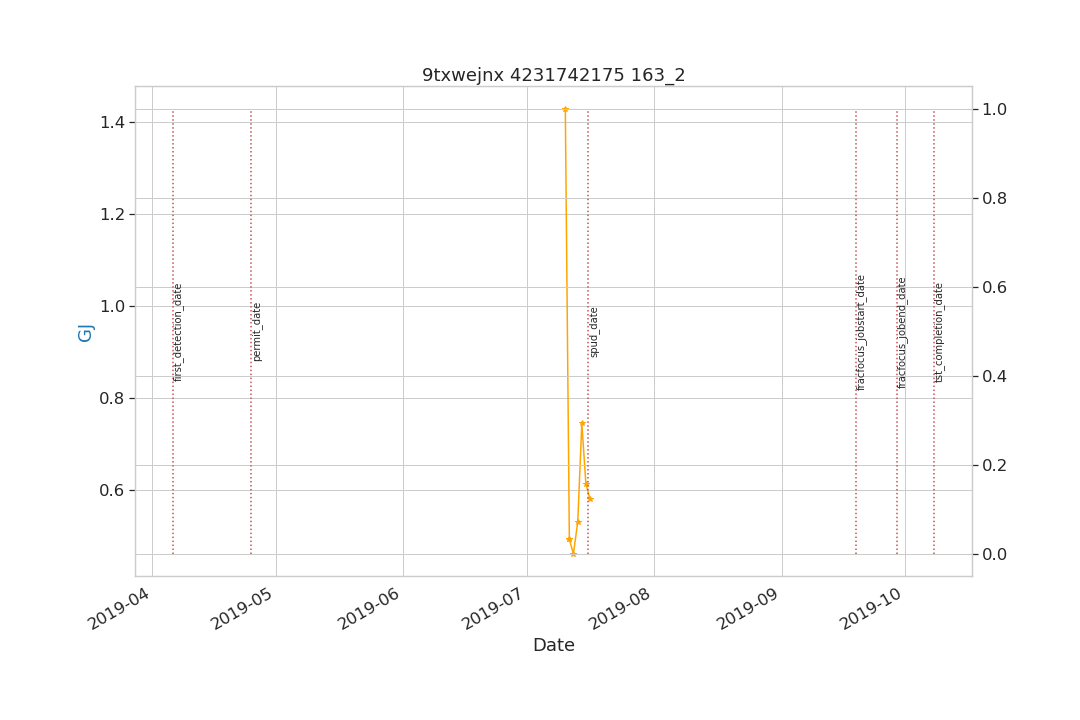 9txwejnx 4231742175 163_2
1.4
1.2
1.0
0.8
0.6
GJ
1.0
0.8
0.6
0.4
0.2
0.0
first_detection_date
permit_date
spud_date
fracfocus_jobstart_date
fracfocus_jobend_date
tst_completion_date
2019-04
2019-05
2019-06
2019-07
2019-08
2019-09
2019-10
Date